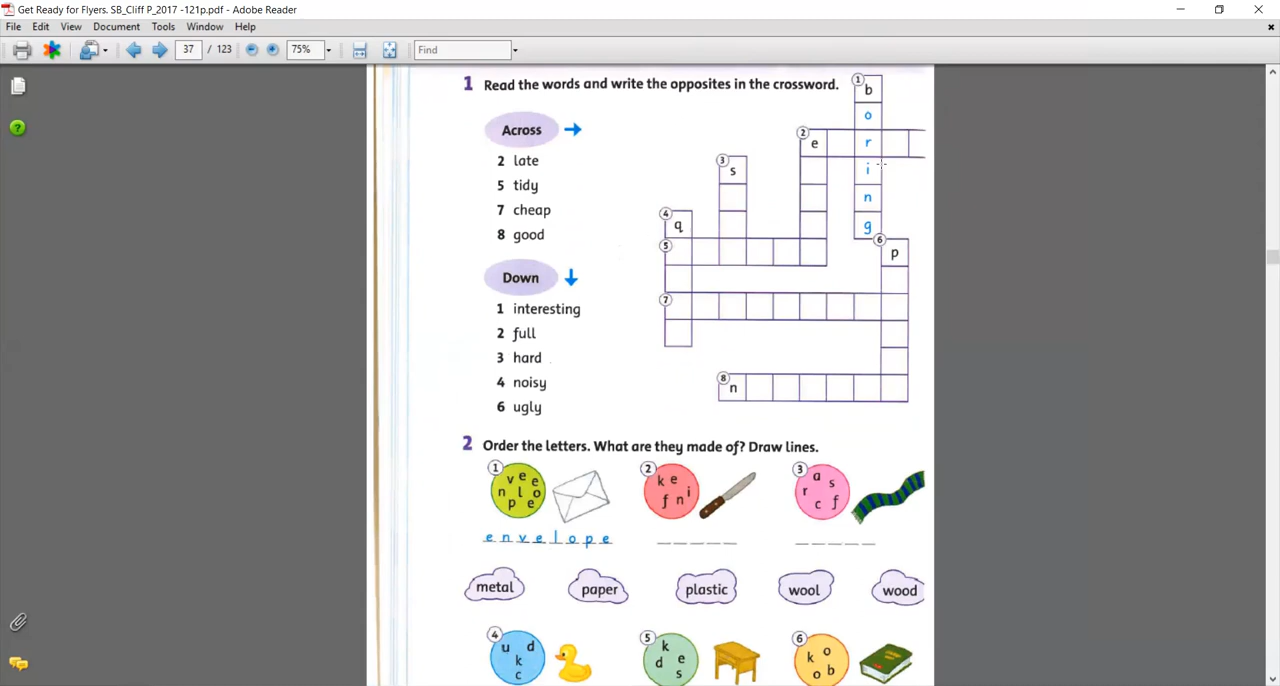 Get Ready for Flyers. SB_Cliff P_2017 -121p.pdf - Adobe Reader
File Edit View Document Tools Window Help
37 / 123 75% Find
1 Read the words and write the opposites in the crossword.
Across
2 late
5 tidy
7 cheap
8 good
Down
1 interesting
2 full
3 hard
4 noisy
6 ugly
1 b
o
2 e r
3 s i
n
4 q g
5
6 p
7
8 n
2 Order the letters. What are they made of? Draw lines.
1 v e e n l o p e
2 k e f n i
3 a s r c f
e n v e l o p e
metal paper plastic wool wood
4 u d k c
5 k d e s
6 k o o b